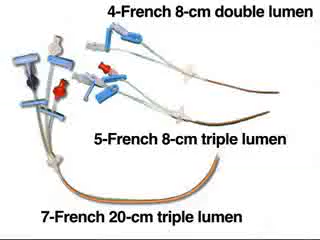 4-French 8-cm double lumen
5-French 8-cm triple lumen
7-French 20-cm triple lumen